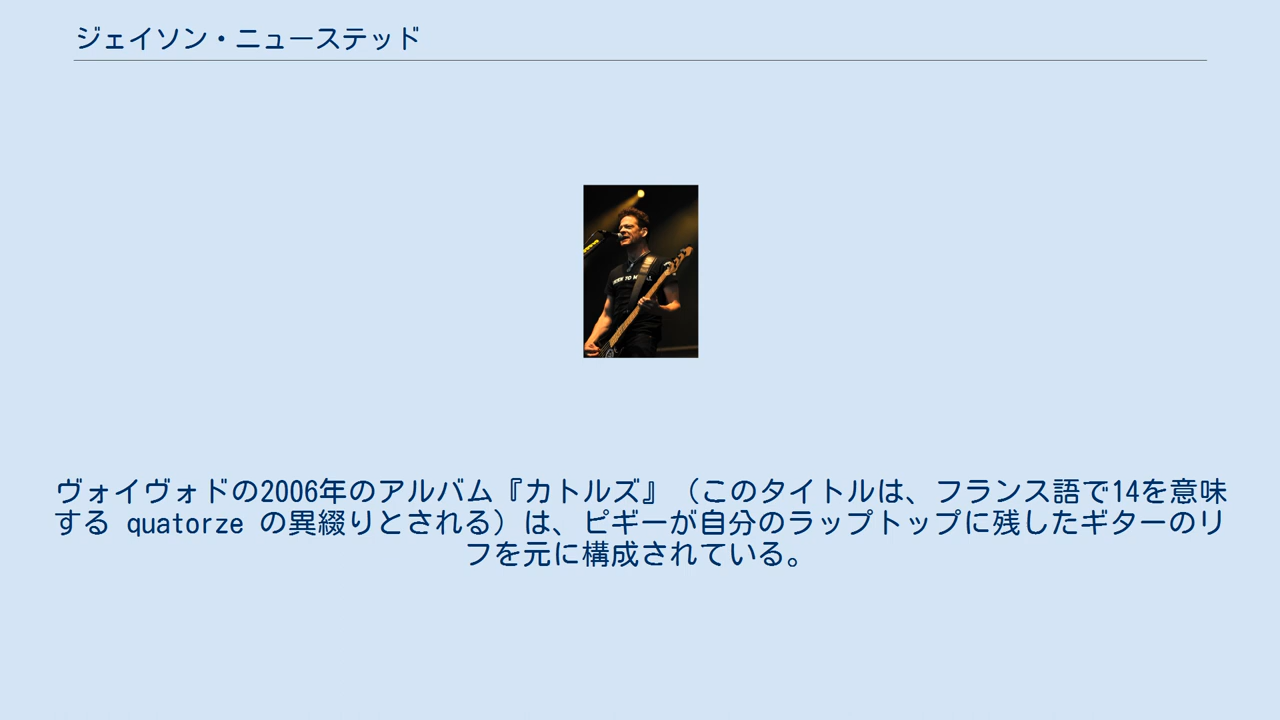 ジェイソン・ニューステッド
ヴォイヴォドの2006年のアルバム『カトルズ』（このタイトルは、フランス語で14を意味
する quatorze の異綴りとされる）は、ピギーが自分のラップトップに残したギターのリ
フを元に構成されている。